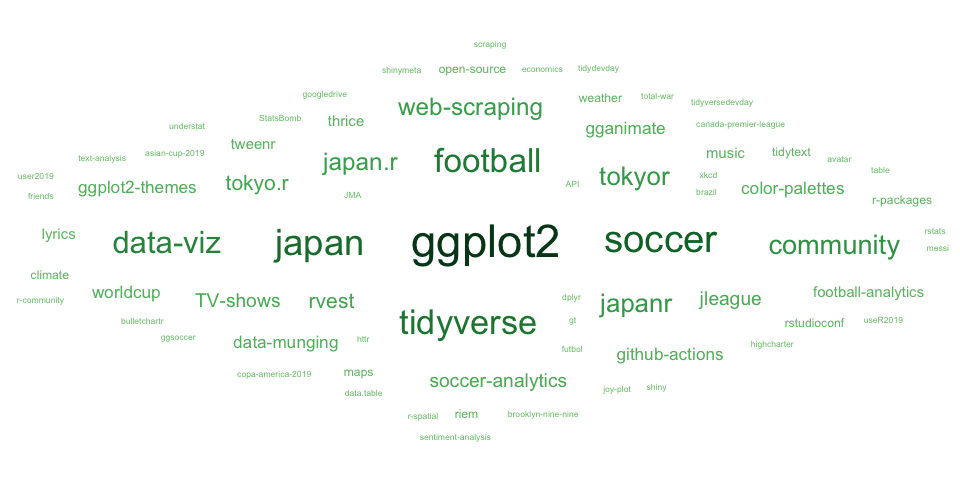 scraping
shinymeta
open-source
economics
tidydevday
googledrive
weather
total-war
tidyversedevday
web-scraping
understat
StatsBomb
thrice
gganimate
canada-premier-league
text-analysis
asian-cup-2019
tweenr
japan.r
football
music
tidytext
avatar
user2019
friends
ggplot2-themes
tokyo.r
JMA
API
tokyor
xkcd
brazil
color-palettes
table
r-packages
lyrics
data-viz
japan
ggplot2
soccer
community
rstats
messi
climate
r-community
worldcup
TV-shows
rvest
dplyr
japanr
jleague
football-analytics
bulletchartr
tidyverse
gt
rstudioconf
useR2019
ggsoccer
data-munging
httr
futbol
github-actions
highcharter
copa-america-2019
maps
soccer-analytics
data.table
joy-plot
shiny
r-spatial
riem
brooklyn-nine-nine
sentiment-analysis